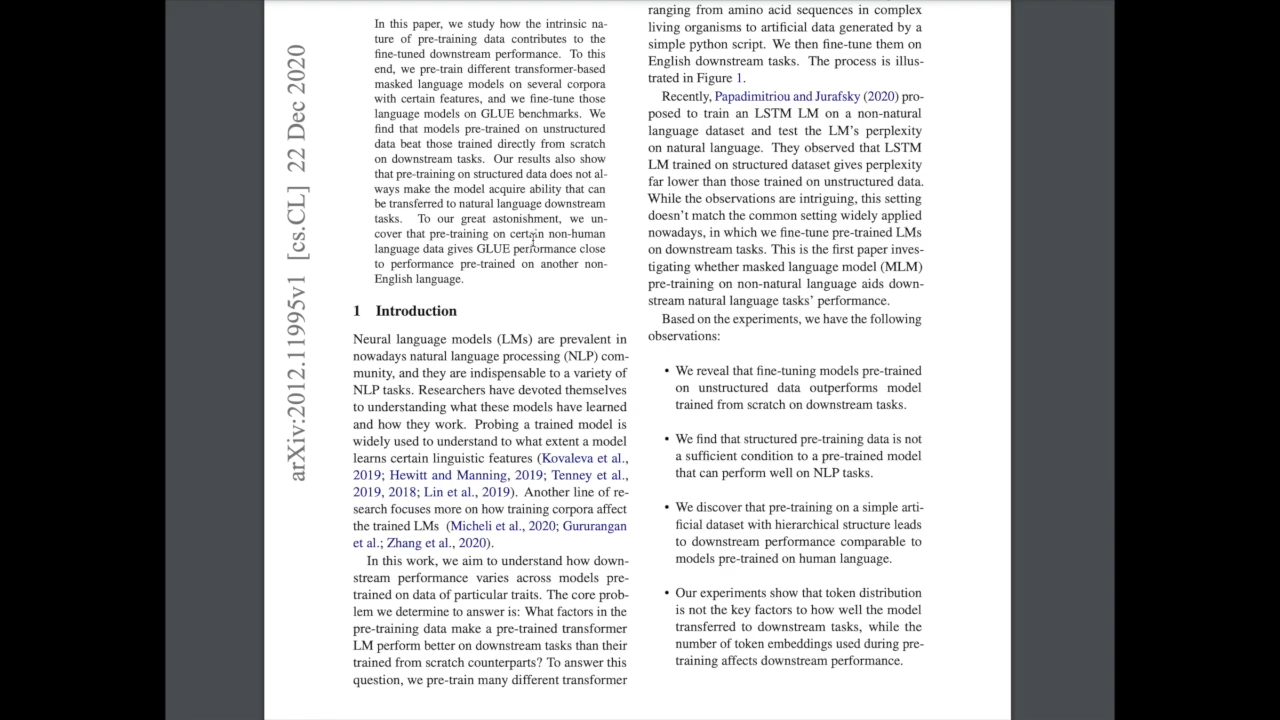 arXiv:2012.11995v1 [cs.CL] 22 Dec 2020
In this paper, we study how the intrinsic na-
ture of pre-training data contributes to the
fine-tuned downstream performance. To this
end, we pre-train different transformer-based
masked language models on several corpora
with certain features, and we fine-tune those
language models on GLUE benchmarks. We
find that models pre-trained on unstructured
data beat those trained directly from scratch
on downstream tasks. Our results also show
that pre-training on structured data does not al-
ways make the model acquire ability that can
be transferred to natural language downstream
tasks. To our great astonishment, we un-
cover that pre-training on certain non-human
language data gives GLUE performance close
to performance pre-trained on another non-
English language.
1 Introduction
Neural language models (LMs) are prevalent in
nowadays natural language processing (NLP) com-
munity, and they are indispensable to a variety of
NLP tasks. Researchers have devoted themselves
to understanding what these models have learned
and how they work. Probing a trained model is
widely used to understand to what extent a model
learns certain linguistic features (Kovaleva et al.,
2019; Hewitt and Manning, 2019; Tenney et al.,
2019, 2018; Lin et al., 2019). Another line of re-
search focuses more on how training corpora affect
the trained LMs (Micheli et al., 2020; Gururangan
et al.; Zhang et al., 2020).
In this work, we aim to understand how down-
stream performance varies across models pre-
trained on data of particular traits. The core prob-
lem we determine to answer is: What factors in the
pre-training data make a pre-trained transformer
LM perform better on downstream tasks than their
trained from scratch counterparts? To answer this
question, we pre-train many different transformer
ranging from amino acid sequences in complex
living organisms to artificial data generated by a
simple python script. We then fine-tune them on
English downstream tasks. The process is illus-
trated in Figure 1.
Recently, Papadimitriou and Jurafsky (2020) pro-
posed to train an LSTM LM on a non-natural
language dataset and test the LM's perplexity
on natural language. They observed that LSTM
LM trained on structured dataset gives perplexity
far lower than those trained on unstructured data.
While the observations are intriguing, this setting
doesn't match the common setting widely applied
nowadays, in which we fine-tune pre-trained LMs
on downstream tasks. This is the first paper inves-
tigating whether masked language model (MLM)
pre-training on non-natural language aids down-
stream natural language tasks' performance.
Based on the experiments, we have the following
observations:
• We reveal that fine-tuning models pre-trained
on unstructured data outperforms model
trained from scratch on downstream tasks.
• We find that structured pre-training data is not
a sufficient condition to a pre-trained model
that can perform well on NLP tasks.
• We discover that pre-training on a simple arti-
ficial dataset with hierarchical structure leads
to downstream performance comparable to
models pre-trained on human language.
• Our experiments show that token distribution
is not the key factors to how well the model
transferred to downstream tasks, while the
number of token embeddings used during pre-
training affects downstream performance.